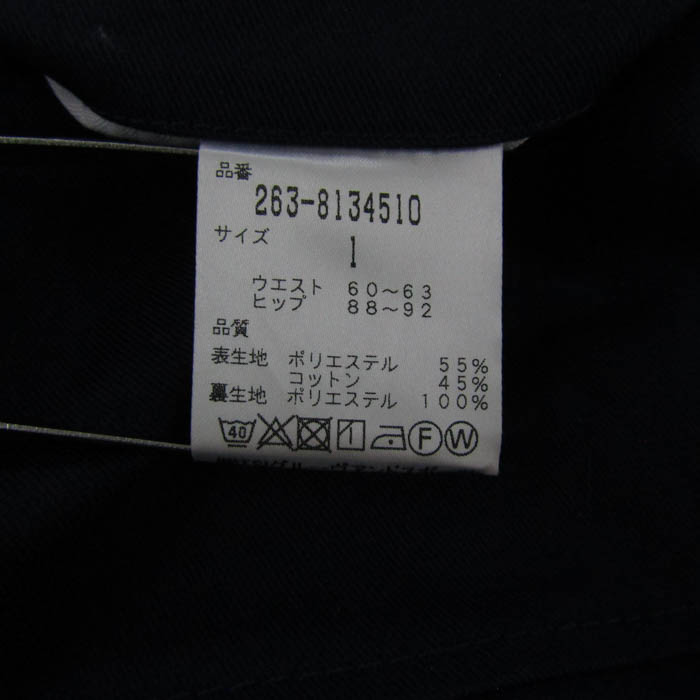 品番
263-8134510
サイズ
1
ウエスト 60～63
ヒップ 88～92
品質
表生地 ポリエステル 55%
コットン 45%
裏生地 ポリエステル 100%
40 F W